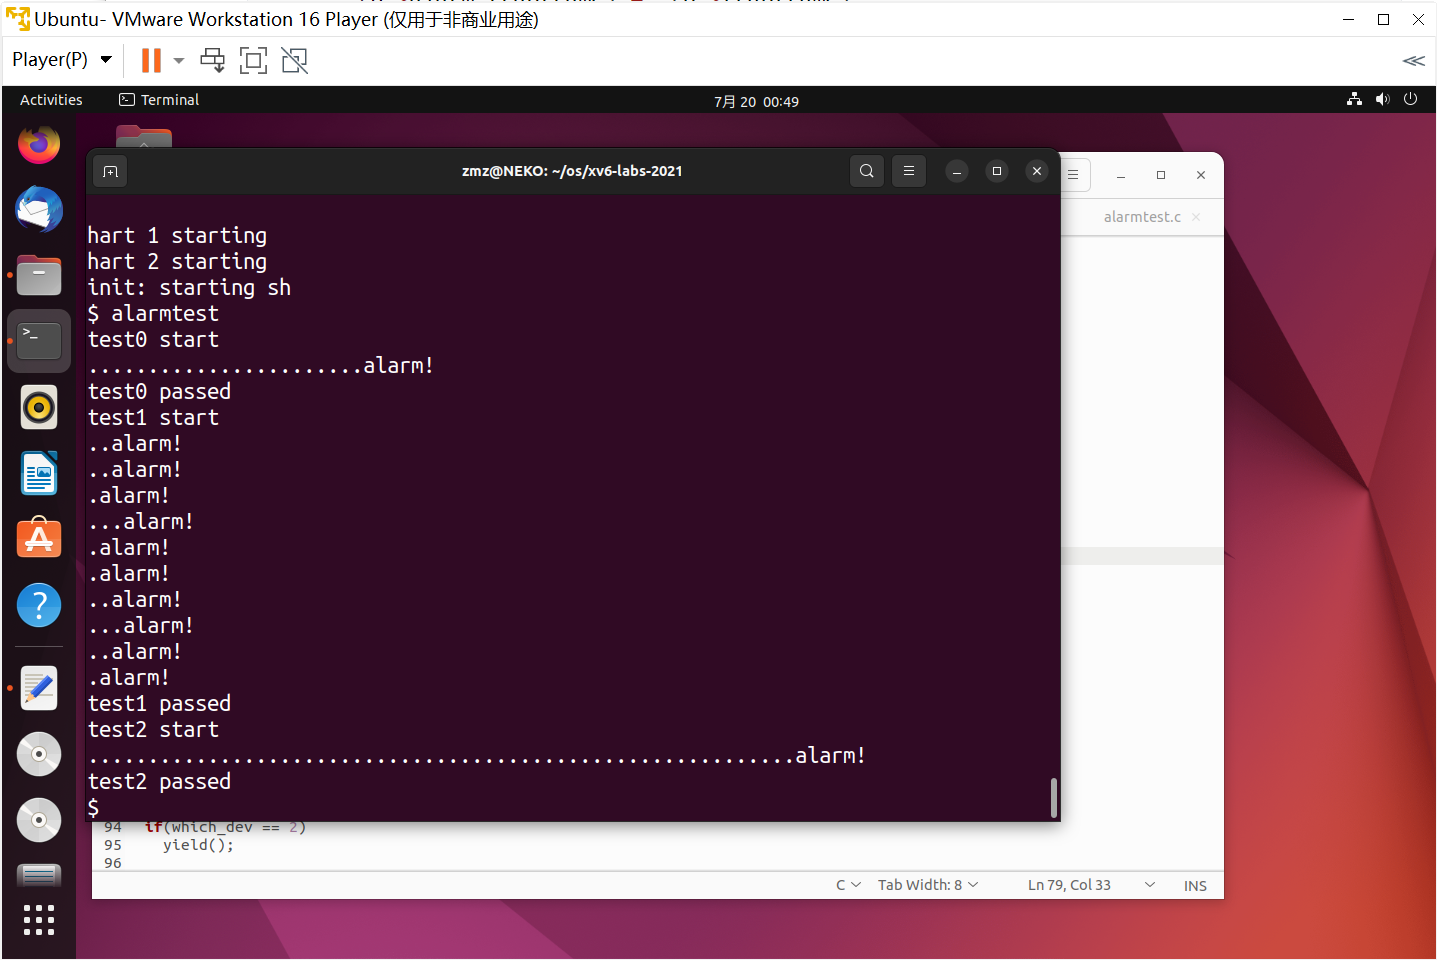 Ubuntu- VMware Workstation 16 Player (仅用于非商业用途)
Player(P)
Activities
Terminal
7月 20 00:49
zmz@NEKO: ~/os/xv6-labs-2021
alarmtest.c
hart 1 starting
hart 2 starting
init: starting sh
$ alarmtest
test0 start
.......................alarm!
test0 passed
test1 start
..alarm!
..alarm!
.alarm!
...alarm!
.alarm!
.alarm!
..alarm!
...alarm!
..alarm!
.alarm!
test1 passed
test2 start
...........................................................alarm!
test2 passed
$
94 if(which_dev == 2)
95 yield();
96
C
Tab Width: 8
Ln 79, Col 33
INS